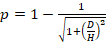 p = 1 − 1/√(1+(D/H)²)